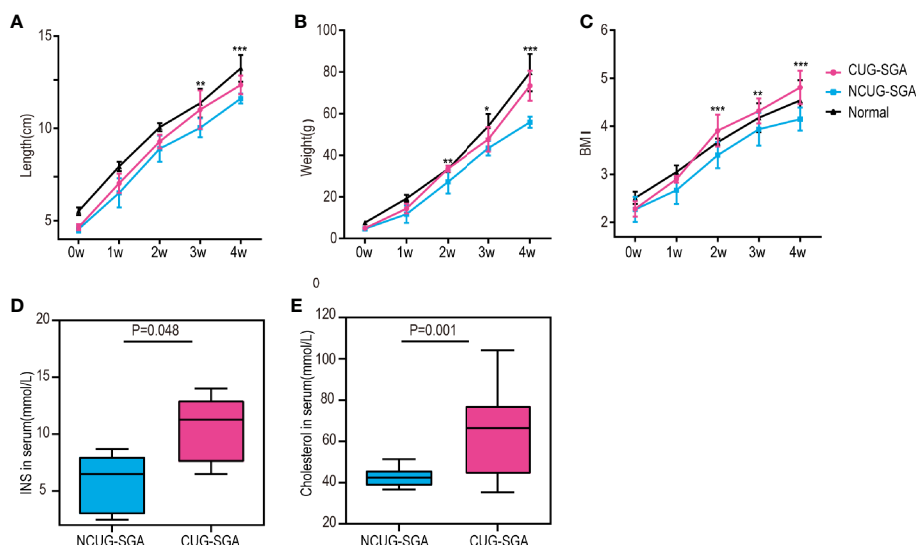 A
B
C
Length(cm)
15
10
5
0w 1w 2w 3w 4w
** ***
Weight(g)
100
80
60
40
20
0
0w 1w 2w 3w 4w
** * ***
BMI
6
5
4
3
2
0w 1w 2w 3w 4w
*** ** ***
CUG-SGA
NCUG-SGA
Normal
0
D
E
INS in serum(mmol/L)
20
15
10
5
P=0.048
NCUG-SGA CUG-SGA
Cholesterol in serum(mmol/L)
120
100
80
60
40
20
P=0.001
NCUG-SGA CUG-SGA